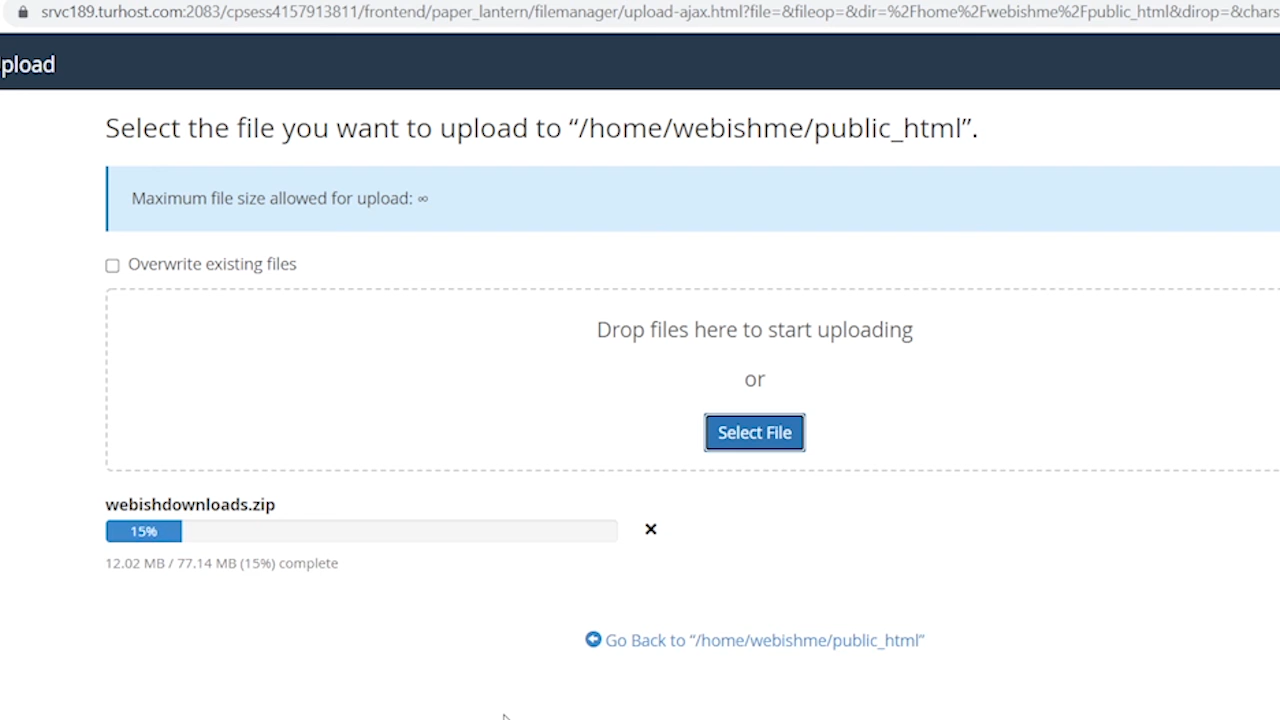 srvc189.turhost.com:2083/cpsess4157913811/frontend/paper_lantern/filemanager/upload-ajax.html?file=&fileop=&dir=%2Fhome%2Fwebishme%2Fpublic_html&dirop=&chars
pload
Select the file you want to upload to “/home/webishme/public_html”.
Maximum file size allowed for upload: ∞
Overwrite existing files
Drop files here to start uploading
or
Select File
webishdownloads.zip
15%
12.02 MB / 77.14 MB (15%) complete
Go Back to “/home/webishme/public_html”